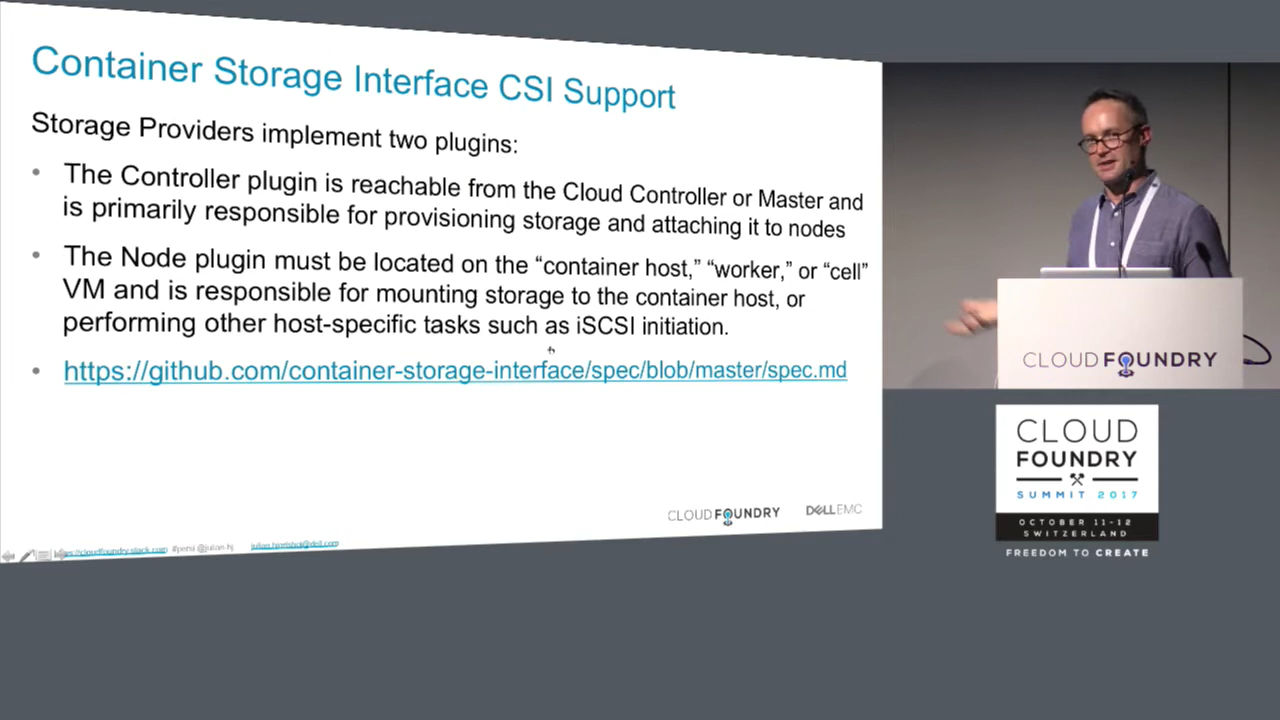 Container Storage Interface CSI Support
Storage Providers implement two plugins:
• The Controller plugin is reachable from the Cloud Controller or Master and
is primarily responsible for provisioning storage and attaching it to nodes
• The Node plugin must be located on the “container host,” “worker,” or “cell”
VM and is responsible for mounting storage to the container host, or
performing other host-specific tasks such as iSCSI initiation.
• https://github.com/container-storage-interface/spec/blob/master/spec.md
CLOUD FOUNDRY DELL EMC
CLOUD FOUNDRY
CLOUD
FOUNDRY
SUMMIT 2017
OCTOBER 11-12
SWITZERLAND
FREEDOM TO CREATE